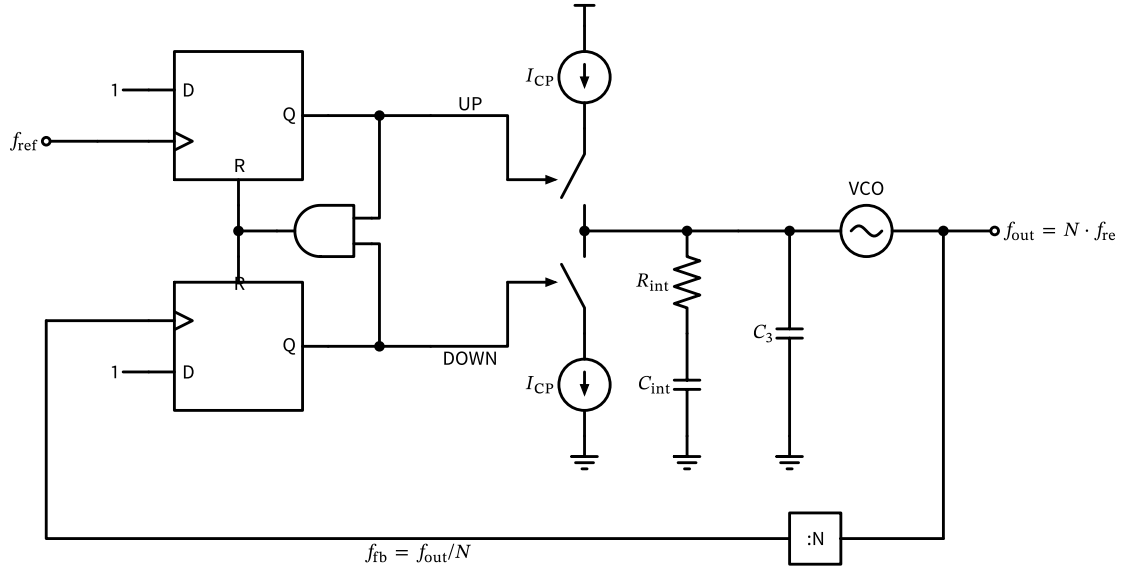 I_CP
1
D
Q
UP
f_ref
R
VCO
f_out = N · f_re
R
R_int
C_3
Q
DOWN
1
D
I_CP
C_int
:N
f_fb = f_out/N